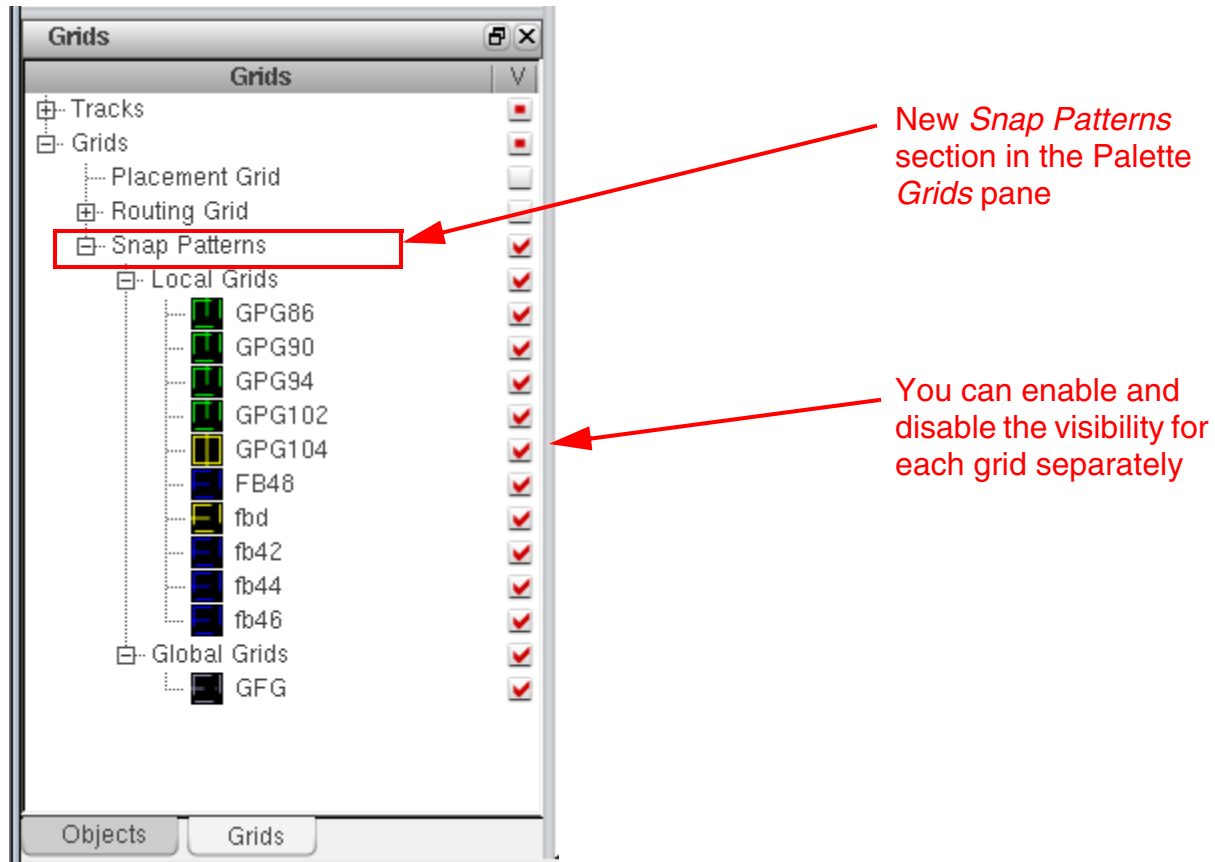 Grids
Grids V
Tracks
Grids
Placement Grid
Routing Grid
Snap Patterns
Local Grids
GPG86
GPG90
GPG94
GPG102
GPG104
FB48
fbd
fb42
fb44
fb46
Global Grids
GFG
Objects Grids
New Snap Patterns
section in the Palette
Grids pane
You can enable and
disable the visibility for
each grid separately